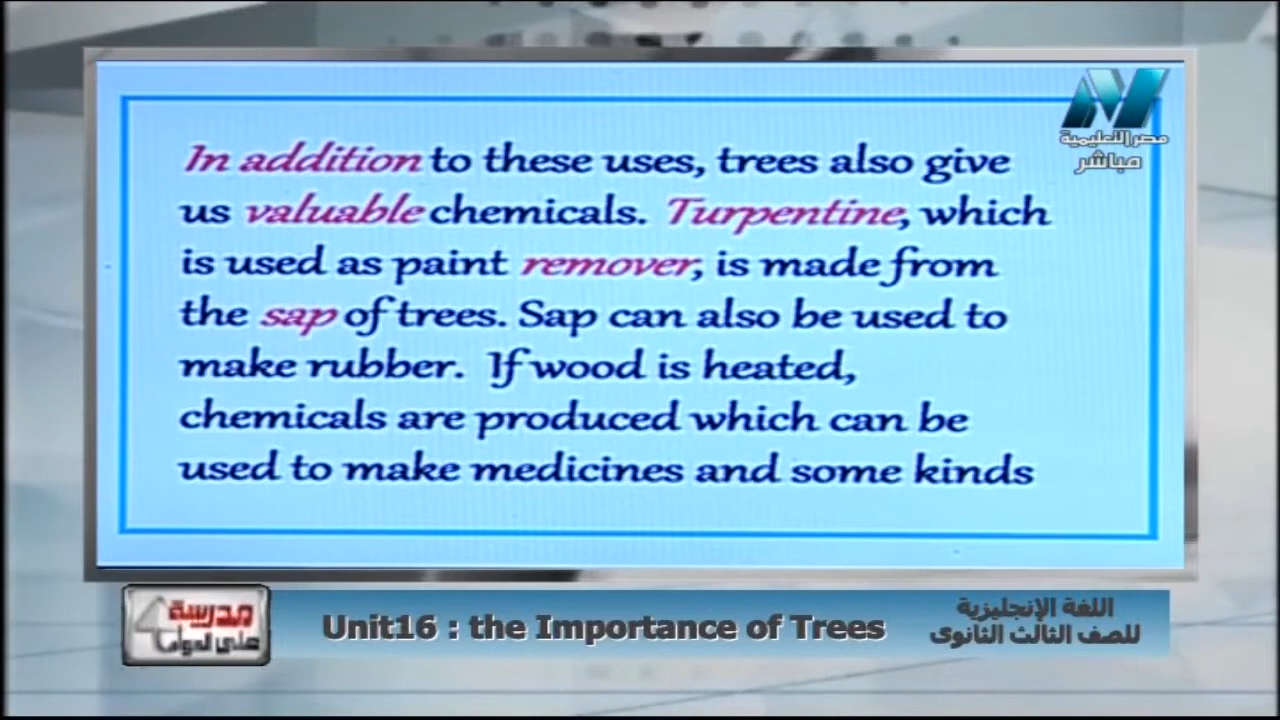 مصر التعليمية
مباشر
In addition to these uses, trees also give
us valuable chemicals. Turpentine, which
is used as paint remover, is made from
the sap of trees. Sap can also be used to
make rubber. If wood is heated,
chemicals are produced which can be
used to make medicines and some kinds
مدرسة
على الهواء
Unit16 : the Importance of Trees
اللغة الإنجليزية
للصف الثالث الثانوى